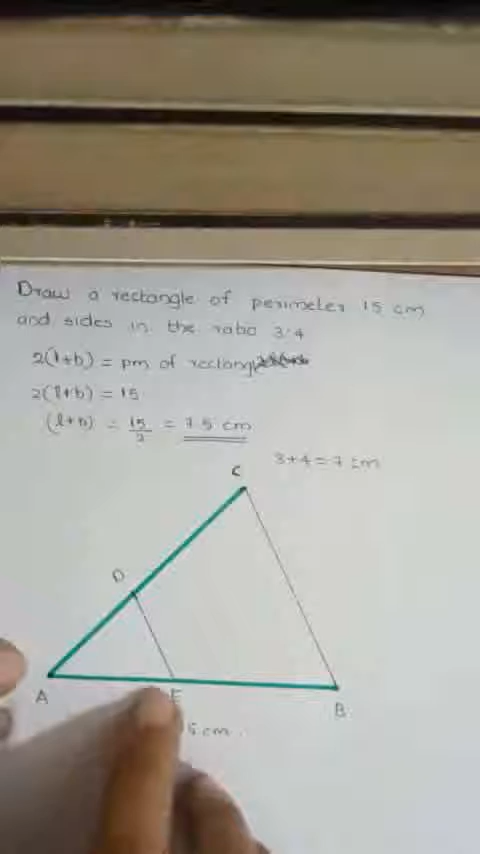 Draw a rectangle of perimeter 15 cm
and sides in the ratio 3:4
2(l+b) = pm of rectangle
2(l+b) = 15
(l+b) = 15/2 = 7.5 cm
3+4=7 cm
C
D
A
E
B
5 cm.